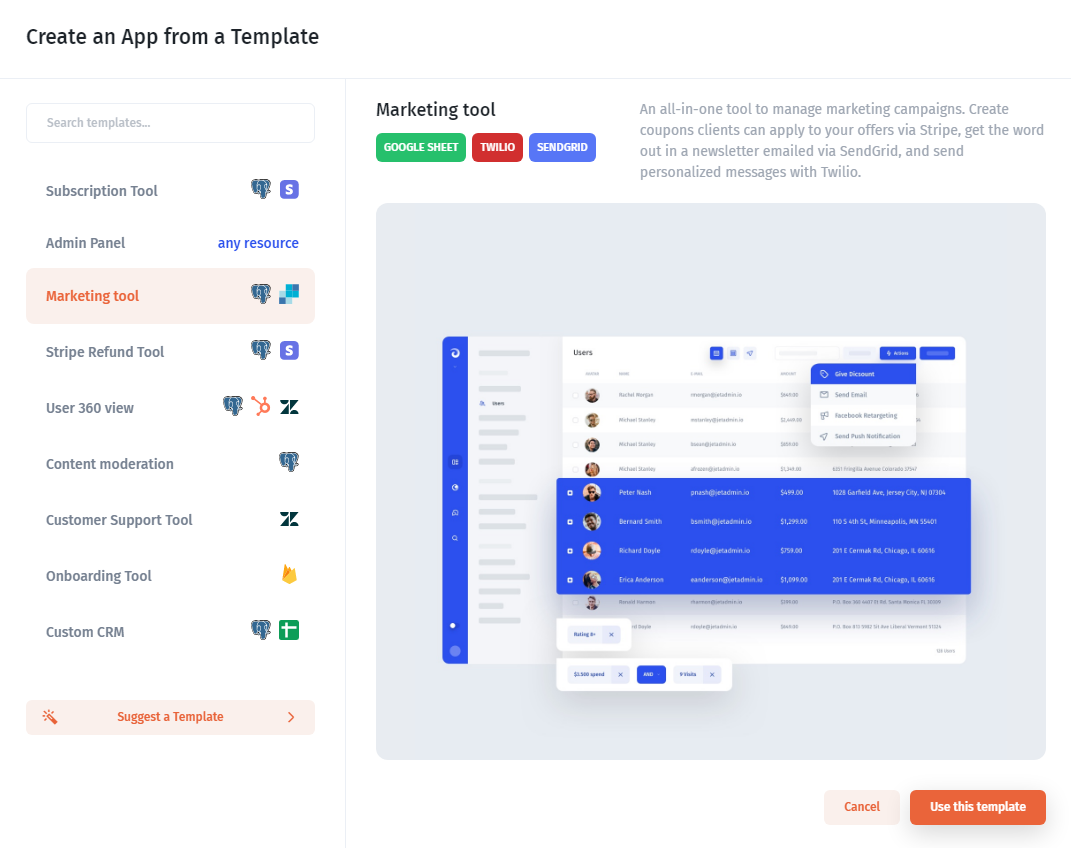 Create an App from a Template
Search templates...
Subscription Tool S
Admin Panel any resource
Marketing tool
Stripe Refund Tool S
User 360 view
Content moderation
Customer Support Tool
Onboarding Tool
Custom CRM
Suggest a Template
Marketing tool
GOOGLE SHEET TWILIO SENDGRID
An all-in-one tool to manage marketing campaigns. Create
coupons clients can apply to your offers via Stripe, get the word
out in a newsletter emailed via SendGrid, and send
personalized messages with Twilio.
Users
Actions
Give Dicsount
Send Email
Facebook Retargeting
Send Push Notification
Users
Rachel Morgan rmorgan@jetadmin.io
Michael Stanley mstanley@jetadmin.io
Michael Stanley
Michael Stanley
Peter Nash pnash@jetadmin.io $499.00 1028 Garfield Ave, Jersey City, NJ 07304
Bernard Smith bsmith@jetadmin.io $1,299.00 110 S 4th St, Minneapolis, MN 55401
Richard Doyle rdoyle@jetadmin.io $759.00 201 E Cermak Rd, Chicago, IL 60616
Erica Anderson eanderson@jetadmin.io $1,099.00 201 E Cermak Rd, Chicago, IL 60616
Rating 8+
$3.500 spend AND 9 Visits
Cancel
Use this template